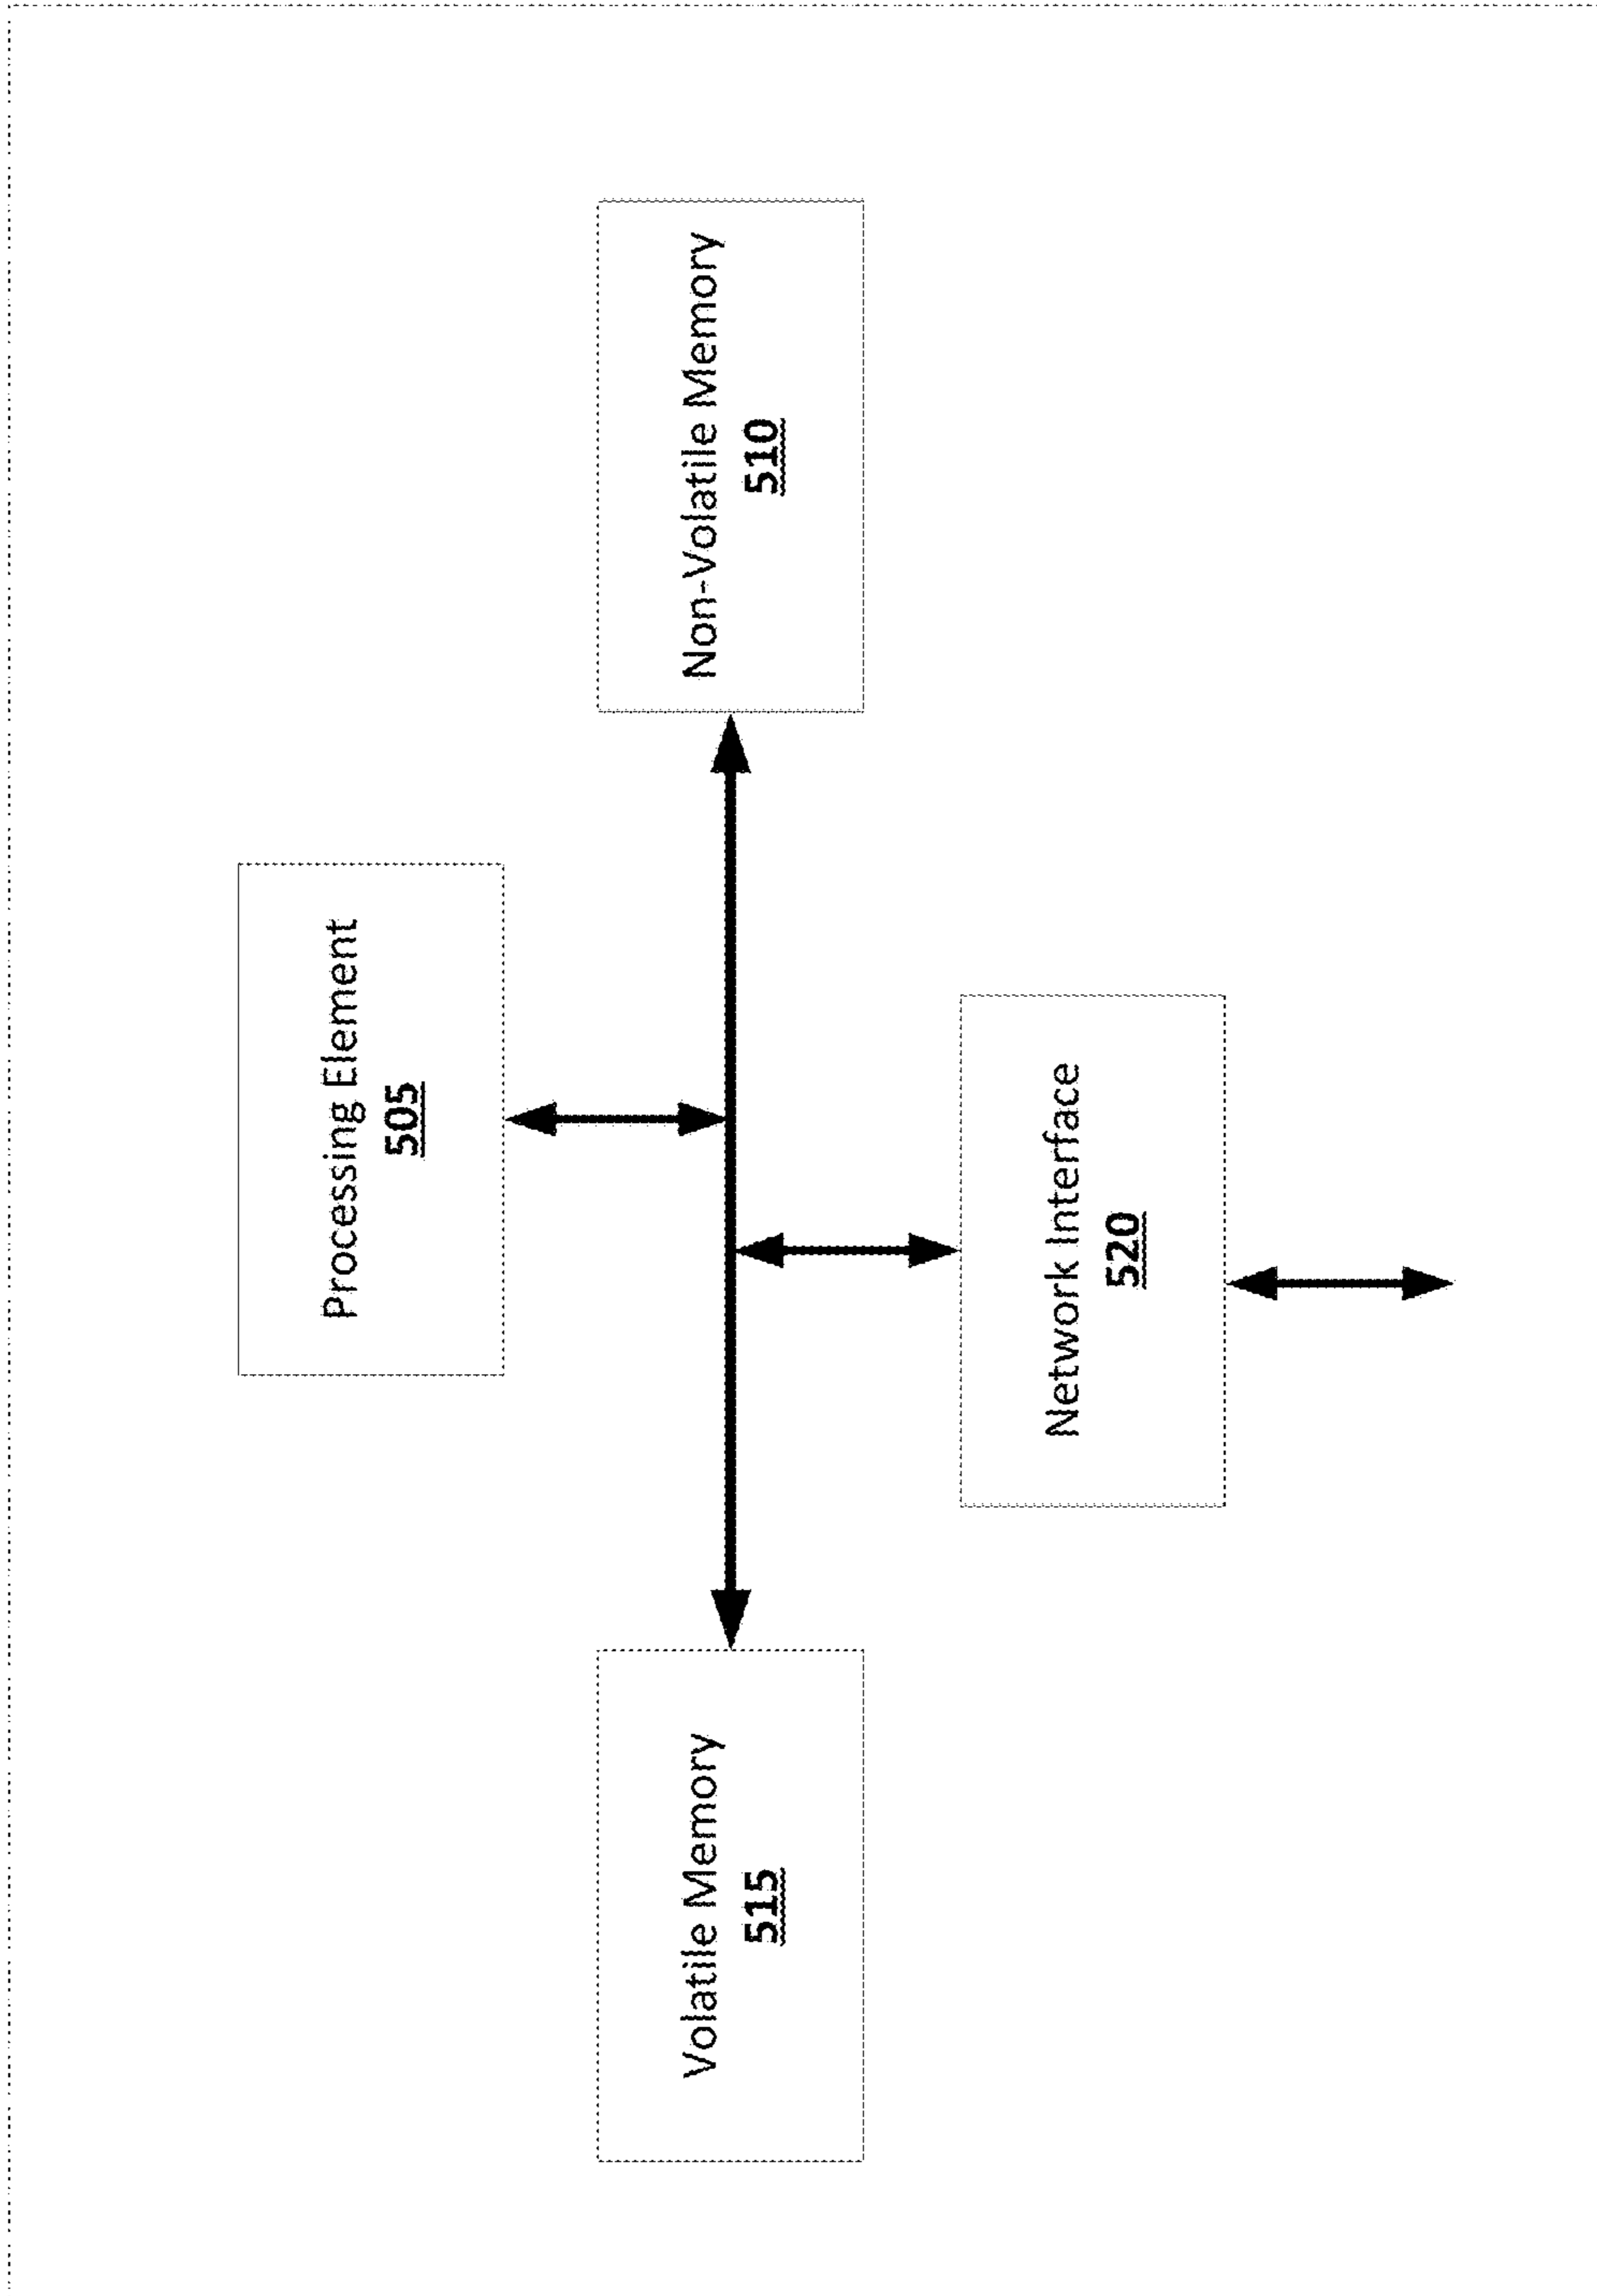 Processing Element
505
Volatile Memory
515
Non-Volatile Memory
510
Network Interface
520